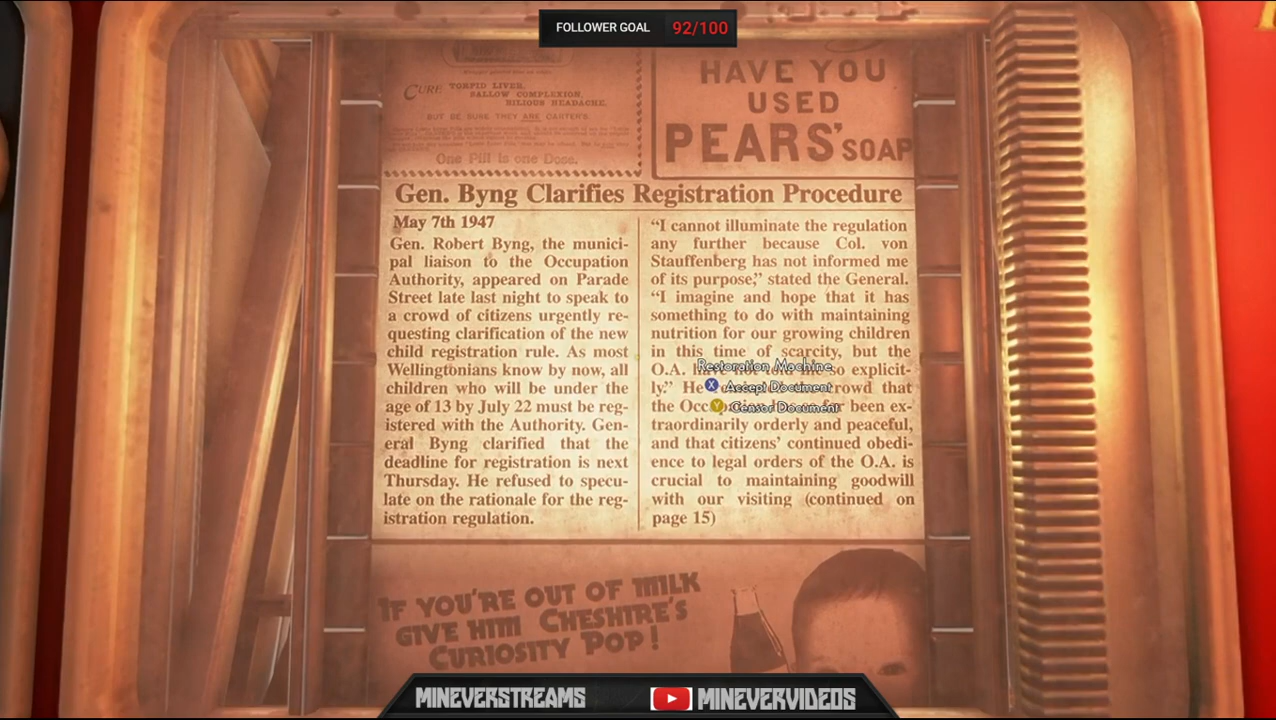 FOLLOWER GOAL 92/100
CURE TORPID LIVER,
SALLOW COMPLEXION,
BILIOUS HEADACHE.
BUT BE SURE THEY ARE CARTER'S.
One Pill is one Dose.
HAVE YOU
USED
PEARS' SOAP
Gen. Byng Clarifies Registration Procedure
May 7th 1947
Gen. Robert Byng, the munici-
pal liaison to the Occupation
Authority, appeared on Parade
Street late last night to speak to
a crowd of citizens urgently re-
questing clarification of the new
child registration rule. As most
Wellingtonians know by now, all
children who will be under the
age of 13 by July 22 must be reg-
istered with the Authority. Gen-
eral Byng clarified that the
deadline for registration is next
Thursday. He refused to specu-
late on the rationale for the reg-
istration regulation.
“I cannot illuminate the regulation
any further because Col. von
Stauffenberg has not informed me
of its purpose,” stated the General.
“I imagine and hope that it has
something to do with maintaining
nutrition for our growing children
in this time of scarcity, but the
O.A. so explicit-
ly.” He crowd that
the far been ex-
traordinarily orderly and peaceful,
and that citizens’ continued obedi-
ence to legal orders of the O.A. is
crucial to maintaining goodwill
with our visiting (continued on
page 15)
Restoration Machine
X Accept Document
Y Censor Document
IF YOU'RE OUT OF MILK
GIVE HIM CHESHIRE'S
CURIOSITY POP!
MINEVERSTREAMS MINEVERVIDEOS